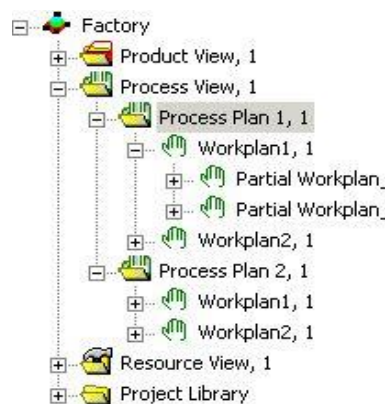 Factory
Product View, 1
Process View, 1
Process Plan 1, 1
Workplan1, 1
Partial Workplan_
Partial Workplan_
Workplan2, 1
Process Plan 2, 1
Workplan1, 1
Workplan2, 1
Resource View, 1
Project Library